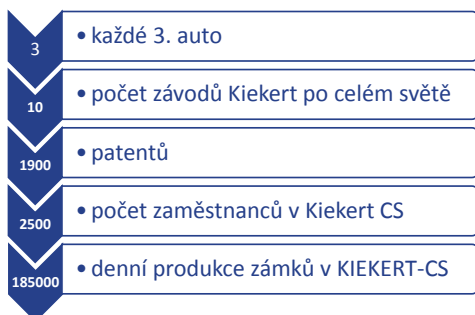 3
• každé 3. auto
10
• počet závodů Kiekert po celém světě
1900
• patentů
2500
• počet zaměstnanců v Kiekert CS
185000
• denní produkce zámků v KIEKERT-CS